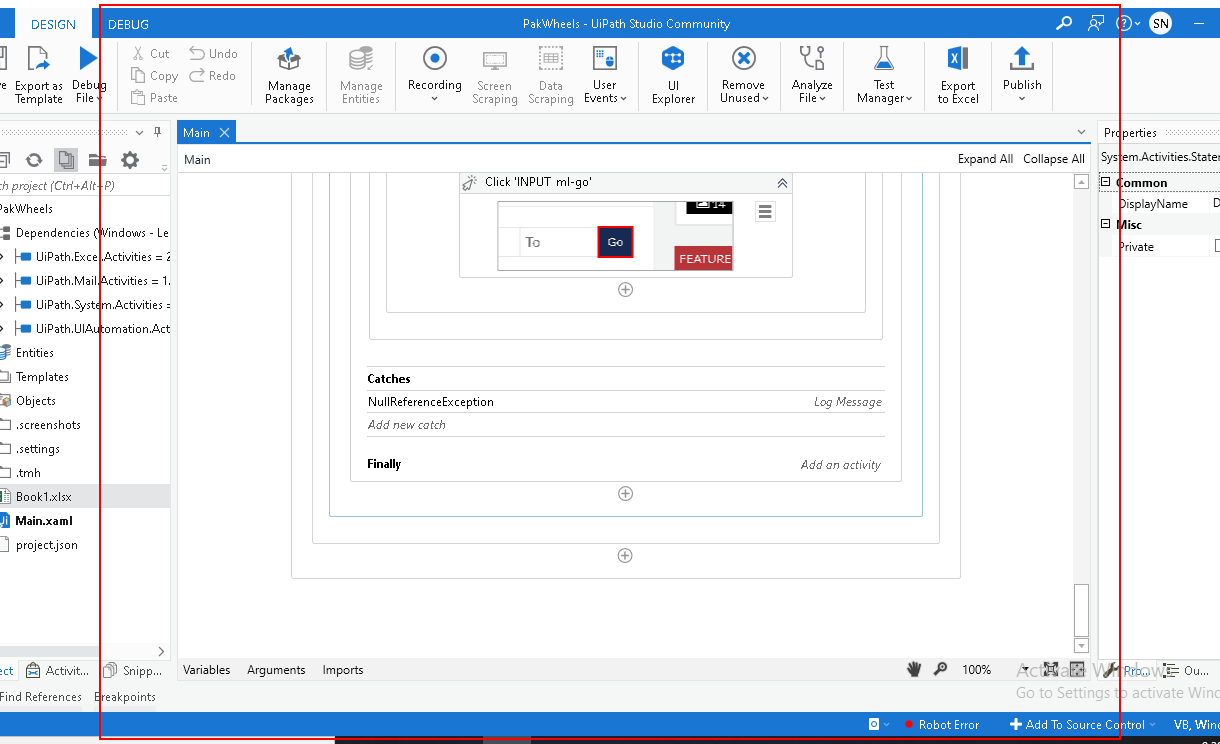 DESIGN
DEBUG
PakWheels - UiPath Studio Community
SN
Export as Template
Debug File
Cut
Copy
Paste
Undo
Redo
Manage Packages
Manage Entities
Recording
Screen Scraping
Data Scraping
User Events
UI Explorer
Remove Unused
Analyze File
Test Manager
Export to Excel
Publish
Main
Properties
Main
Expand All
Collapse All
System.Activities.Stater
Common
DisplayName
Misc
Private
project (Ctrl+Alt+P)
PakWheels
Dependencies (Windows - Le
UiPath.Excel.Activities = 2
UiPath.Mail.Activities = 1.
UiPath.System.Activities =
UiPath.UIAutomation.Act
Entities
Templates
Objects
.screenshots
.settings
.tmh
Book1.xlsx
Main.xaml
project.json
Click 'INPUT ml-go'
14
To
Go
FEATURE
Catches
NullReferenceException
Log Message
Add new catch
Finally
Add an activity
Activit...
Snipp...
Variables
Arguments
Imports
100%
Pro...
Ou...
Activate Windows
Go to Settings to activate Winc
Find References
Breakpoints
Robot Error
Add To Source Control
VB, Winc